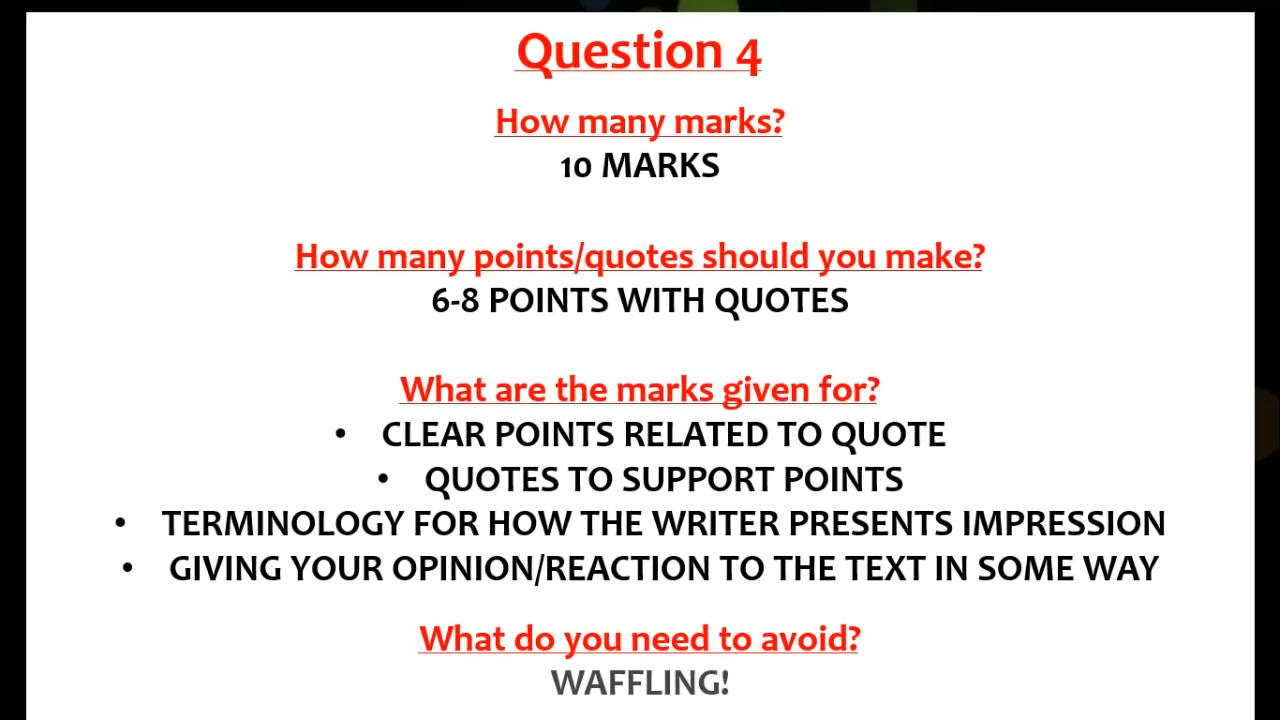 Question 4
How many marks?
10 MARKS
How many points/quotes should you make?
6-8 POINTS WITH QUOTES
What are the marks given for?
• CLEAR POINTS RELATED TO QUOTE
• QUOTES TO SUPPORT POINTS
• TERMINOLOGY FOR HOW THE WRITER PRESENTS IMPRESSION
• GIVING YOUR OPINION/REACTION TO THE TEXT IN SOME WAY
What do you need to avoid?
WAFFLING!